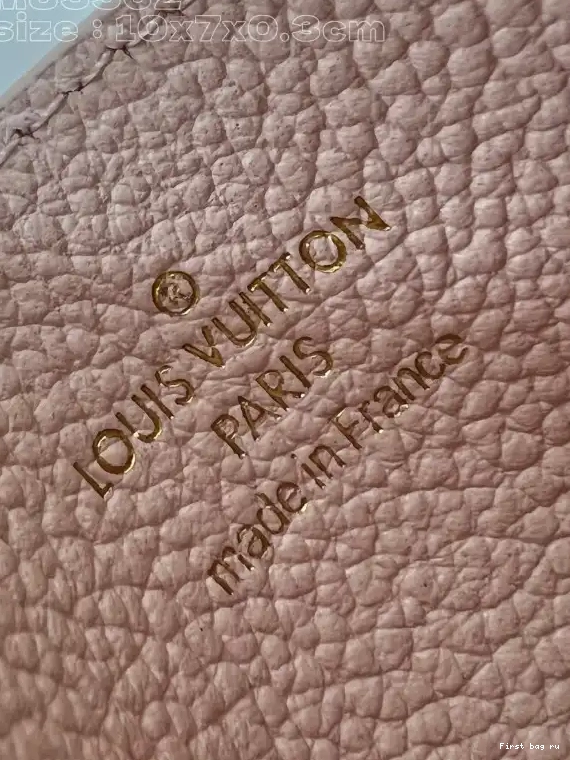 size : 10x7x0.3cm
LOUIS VUITTON
PARIS
made in France
First bag ru